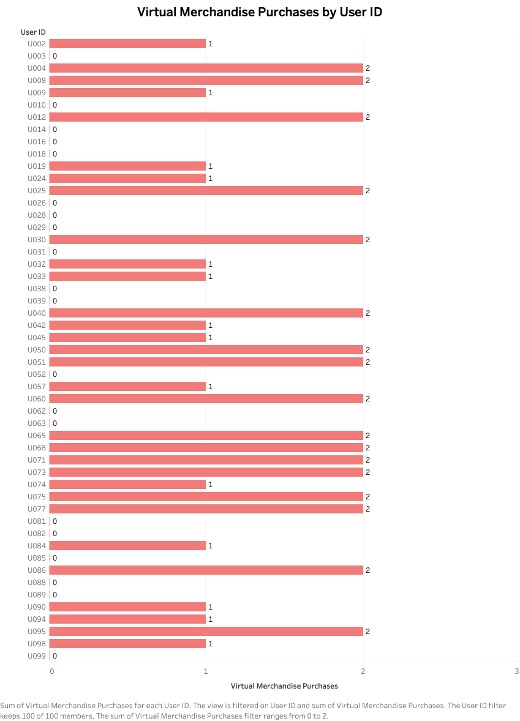 Virtual Merchandise Purchases by User ID
User ID
U002 1
U003 0
U004 2
U008 2
U009 1
U010 0
U012 2
U014 0
U016 0
U018 0
U019 1
U024 1
U025 2
U026 0
U028 0
U029 0
U030 2
U031 0
U032 1
U033 1
U038 0
U039 0
U040 2
U042 1
U045 1
U050 2
U051 2
U052 0
U057 1
U060 2
U062 0
U063 0
U065 2
U068 2
U071 2
U073 2
U074 1
U075 2
U077 2
U081 0
U082 0
U084 1
U085 0
U086 2
U088 0
U089 0
U090 1
U094 1
U095 2
U098 1
U099 0
0 1 2 3
Virtual Merchandise Purchases
Sum of Virtual Merchandise Purchases for each User ID. The view is filtered on User ID and sum of Virtual Merchandise Purchases. The User ID filter
keeps 100 of 100 members. The sum of Virtual Merchandise Purchases filter ranges from 0 to 2.